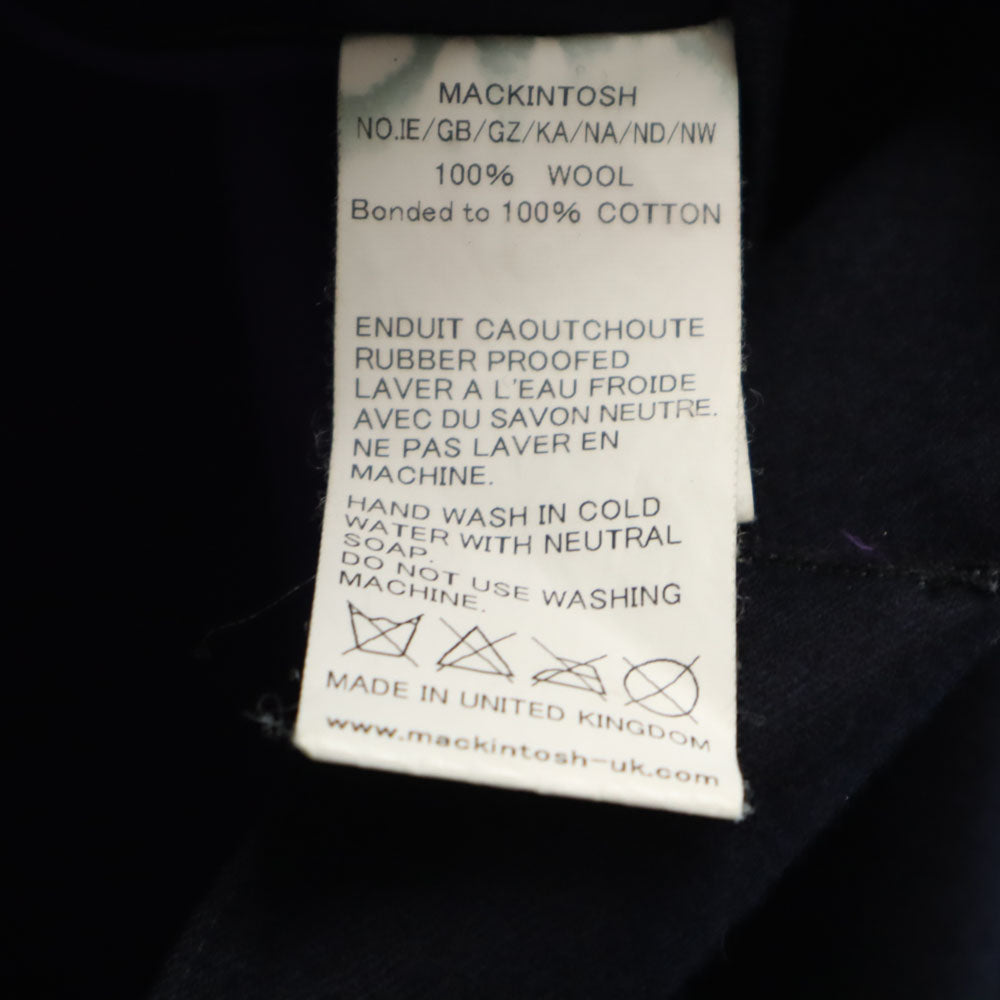 MACKINTOSH
NO.IE/GB/GZ/KA/NA/ND/NW
100% WOOL
Bonded to 100% COTTON
ENDUIT CAOUTCHOUTE
RUBBER PROOFED
LAVER A L'EAU FROIDE
AVEC DU SAVON NEUTRE.
NE PAS LAVER EN
MACHINE.
HAND WASH IN COLD
WATER WITH NEUTRAL
SOAP.
DO NOT USE WASHING
MACHINE.
MADE IN UNITED KINGDOM
www.mackintosh-uk.com